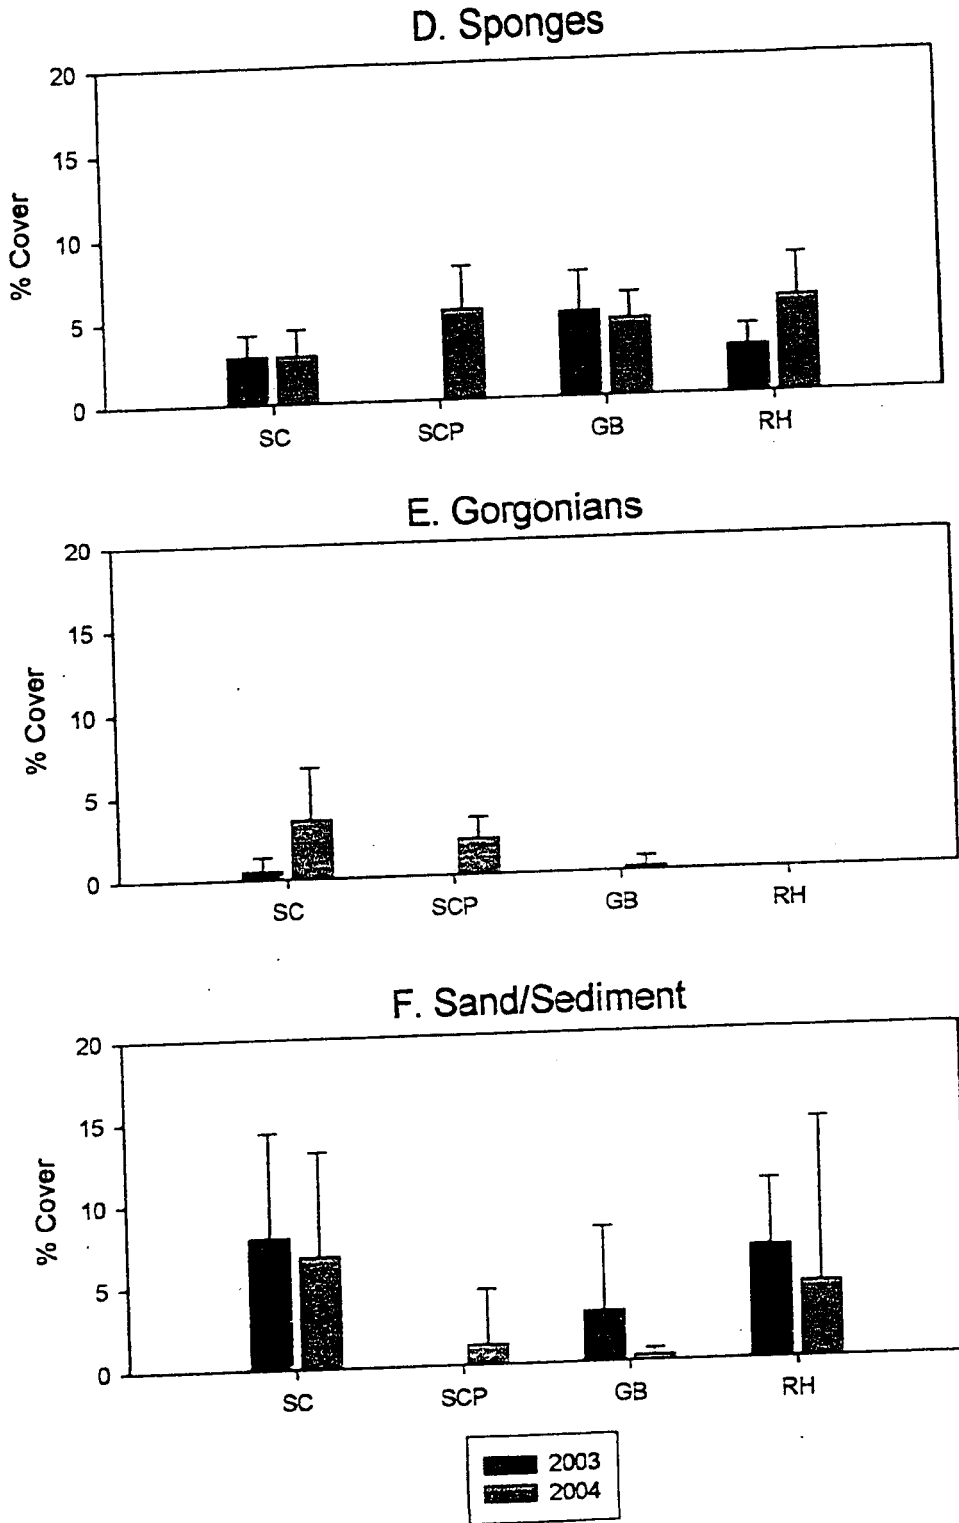 D. Sponges
20
15
10
5
0
% Cover
SC SCP GB RH
E. Gorgonians
20
15
10
5
0
% Cover
SC SCP GB RH
F. Sand/Sediment
20
15
10
5
0
% Cover
SC SCP GB RH
2003
2004